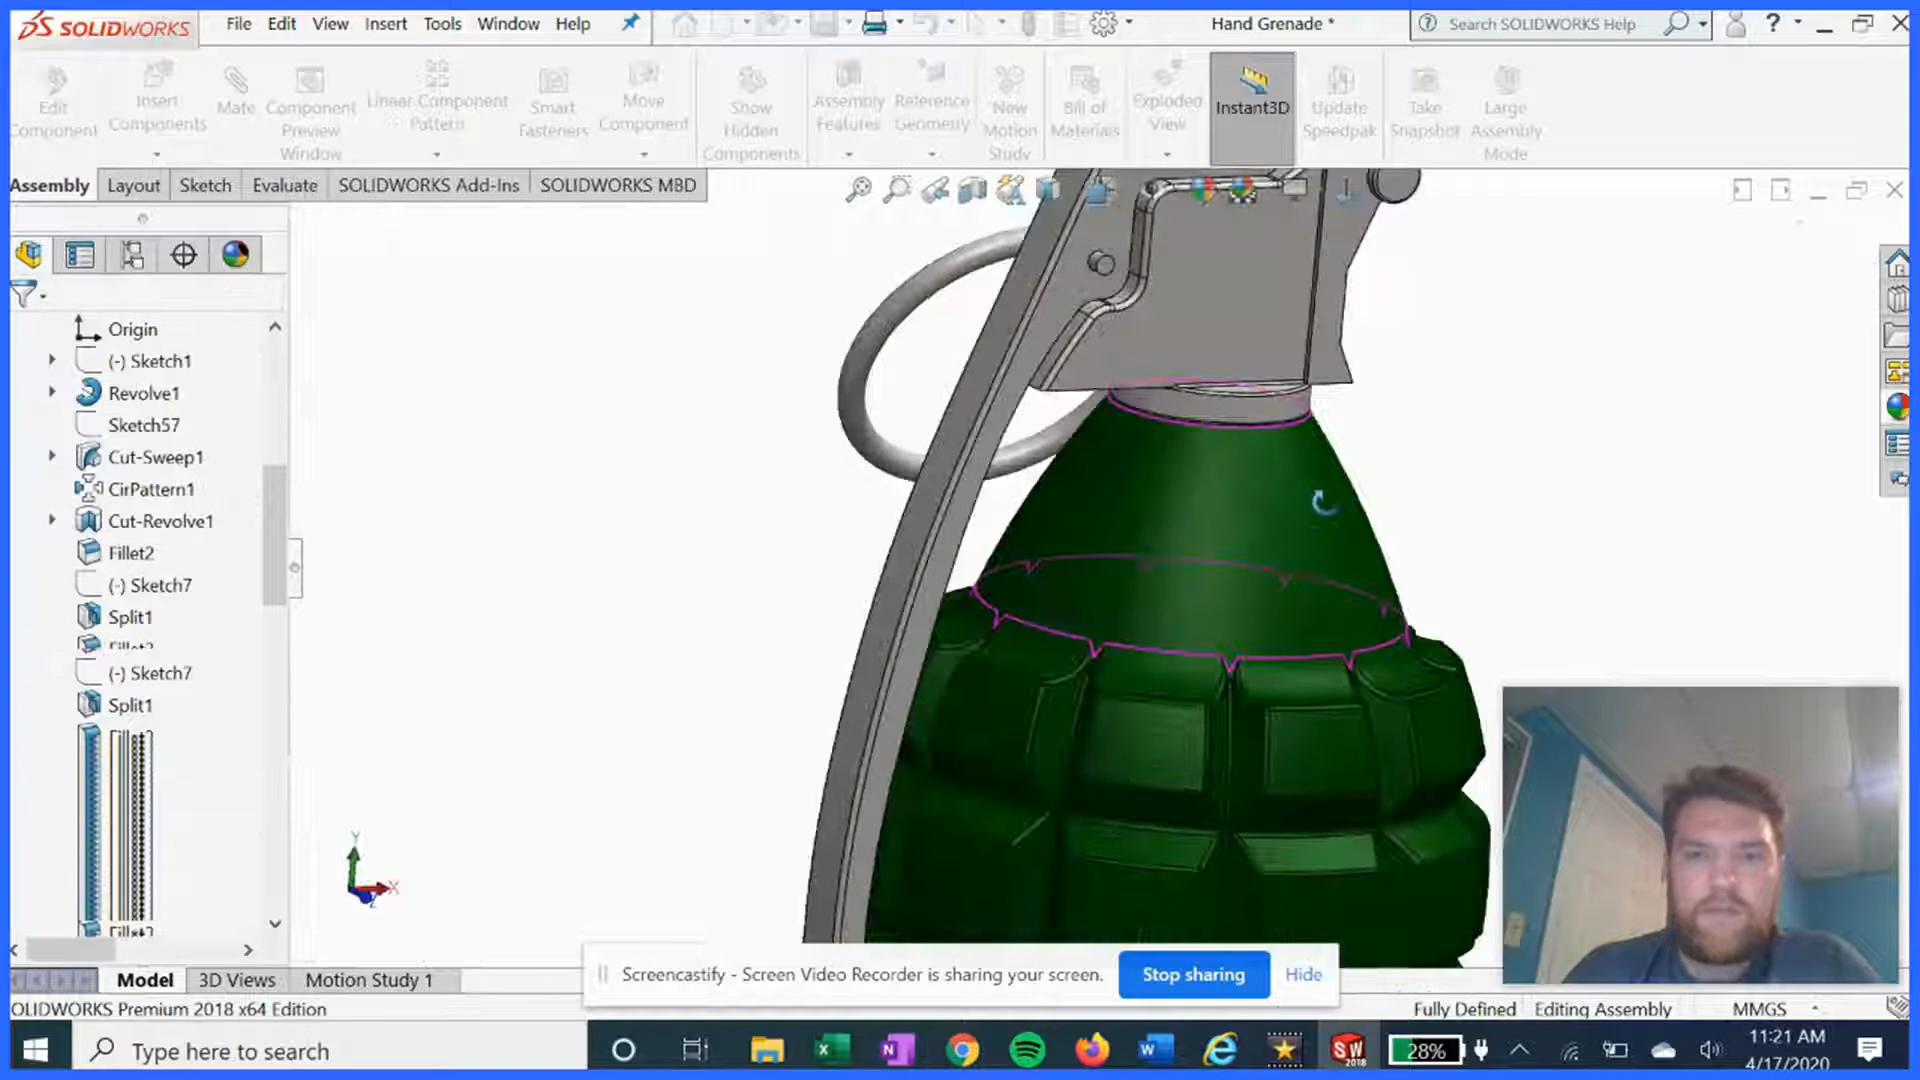 SOLIDWORKS File Edit View Insert Tools Window Help Hand Grenade * Search SOLIDWORKS Help ?
Edit Component
Insert Components
Mate
Component Preview Window
Linear Component Pattern
Smart Fasteners
Move Component
Show Hidden Components
Assembly Features
Reference Geometry
New Motion Study
Bill of Materials
Exploded View
Instant3D
Update Speedpak
Take Snapshot
Large Assembly Mode
Assembly Layout Sketch Evaluate SOLIDWORKS Add-Ins SOLIDWORKS MBD
Origin
(-) Sketch1
Revolve1
Sketch57
Cut-Sweep1
CirPattern1
Cut-Revolve1
Fillet2
(-) Sketch7
Split1
(-) Sketch7
Split1
Y
X
Z
Screencastify - Screen Video Recorder is sharing your screen. Stop sharing Hide
Model 3D Views Motion Study 1
OLIDWORKS Premium 2018 x64 Edition Fully Defined Editing Assembly MMGS
Type here to search
SW
2018
28%
11:21 AM
4/17/2020